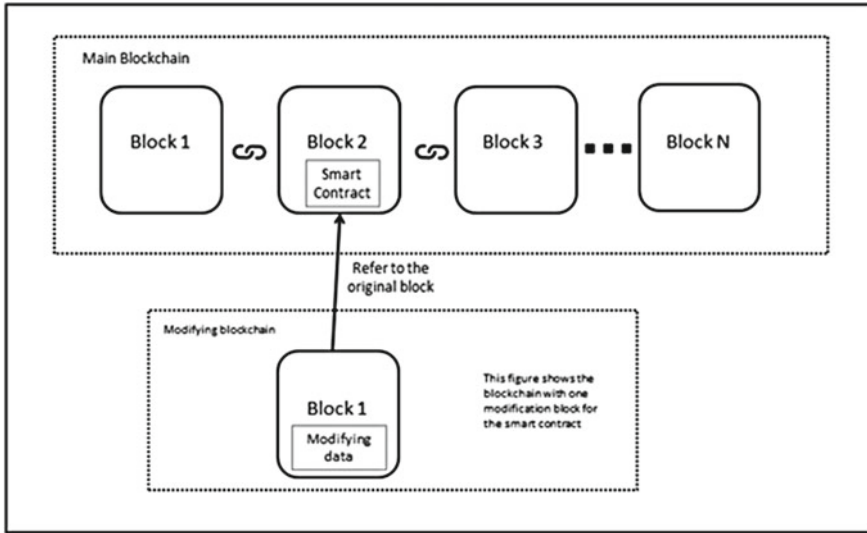 Main Blockchain
Block 1
Block 2
Block 3
Block N
Smart
Contract
Refer to the
original block
Modifying blockchain
Block 1
Modifying
data
This figure shows the
blockchain with one
modification block for
the smart contract